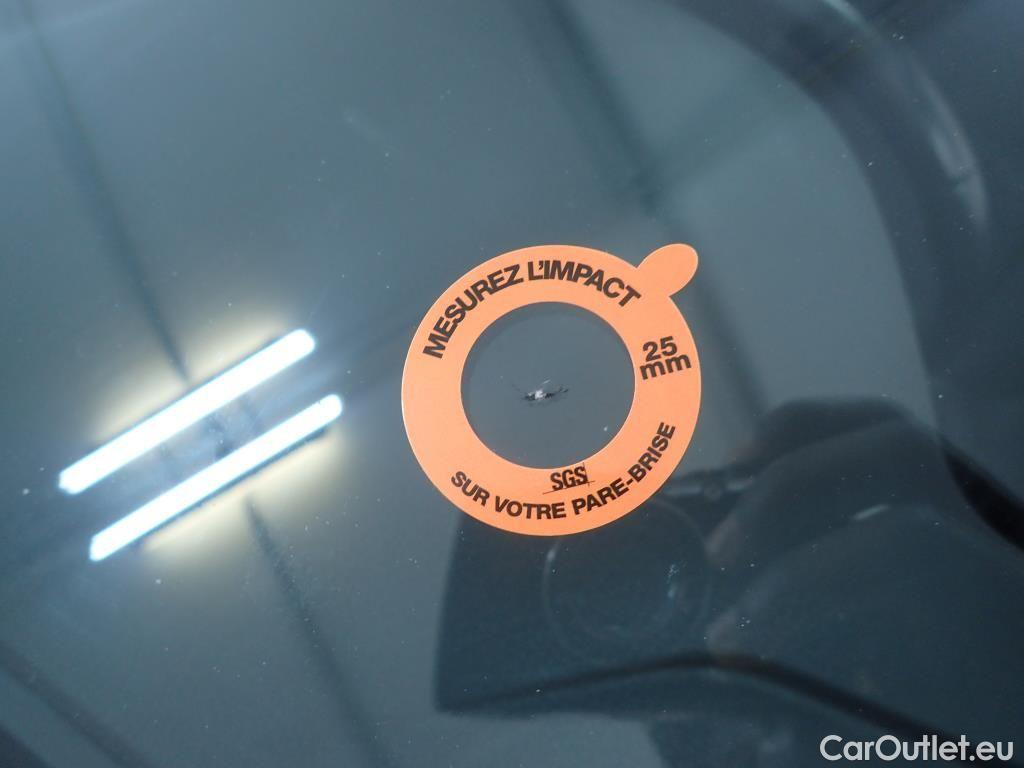 MESUREZ L'IMPACT
25
mm
SGS
SUR VOTRE PARE-BRISE
CarOutlet.eu